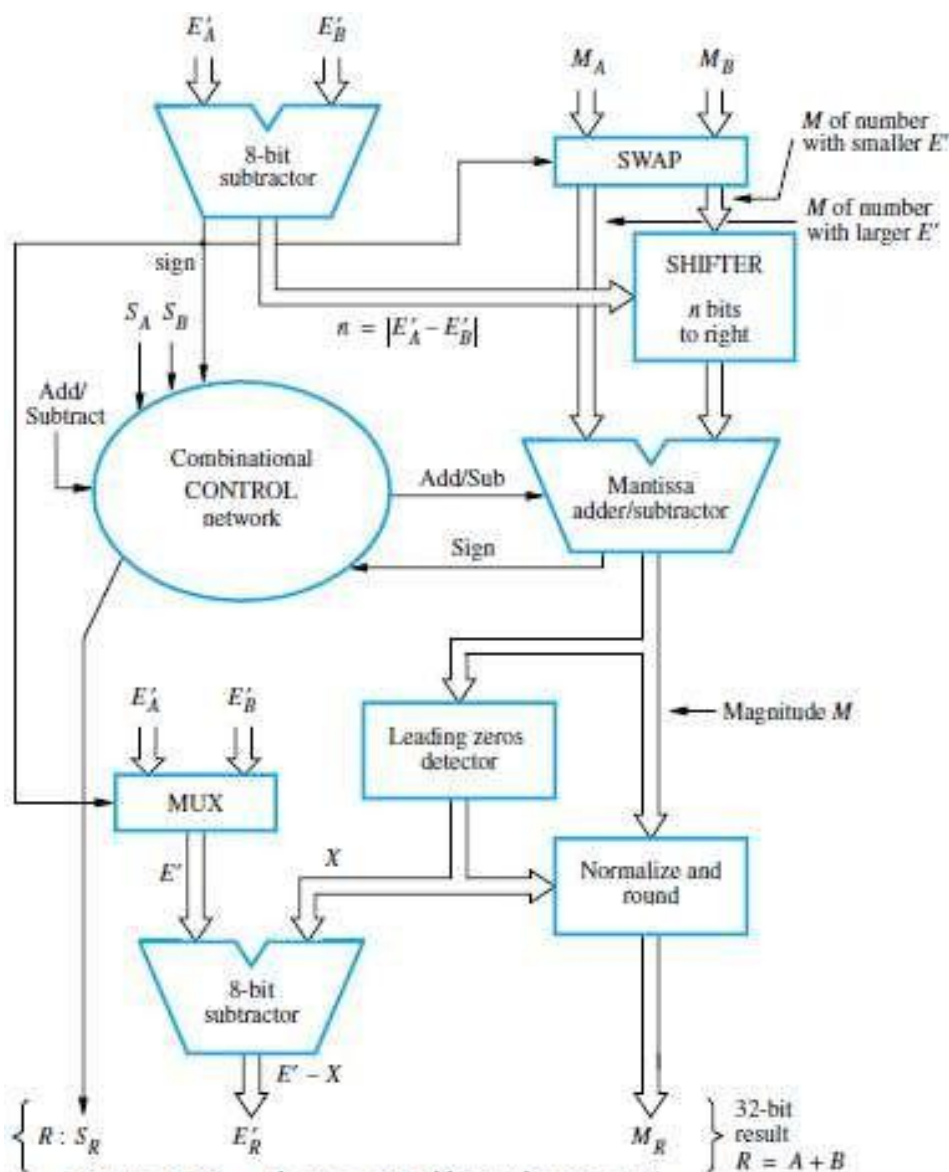 E′A E′B
MA MB
M of number
with smaller E′
8-bit
subtractor
SWAP
M of number
with larger E′
sign
SHIFTER
n bits
to right
SA SB
n = |E′A − E′B|
Add/
Subtract
Combinational
CONTROL
network
Add/Sub
Mantissa
adder/subtractor
Sign
E′A E′B
Magnitude M
Leading zeros
detector
MUX
E′
X
Normalize and
round
8-bit
subtractor
E′ − X
R : SR E′R MR
32-bit
result
R = A + B